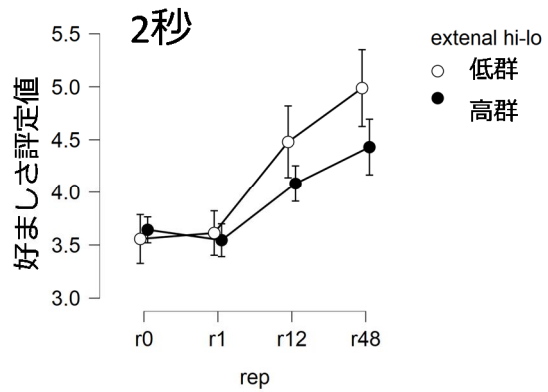 2秒
extenal hi-lo
低群
高群
好ましさ評定値
5.5
5.0
4.5
4.0
3.5
3.0
r0 r1 r12 r48
rep